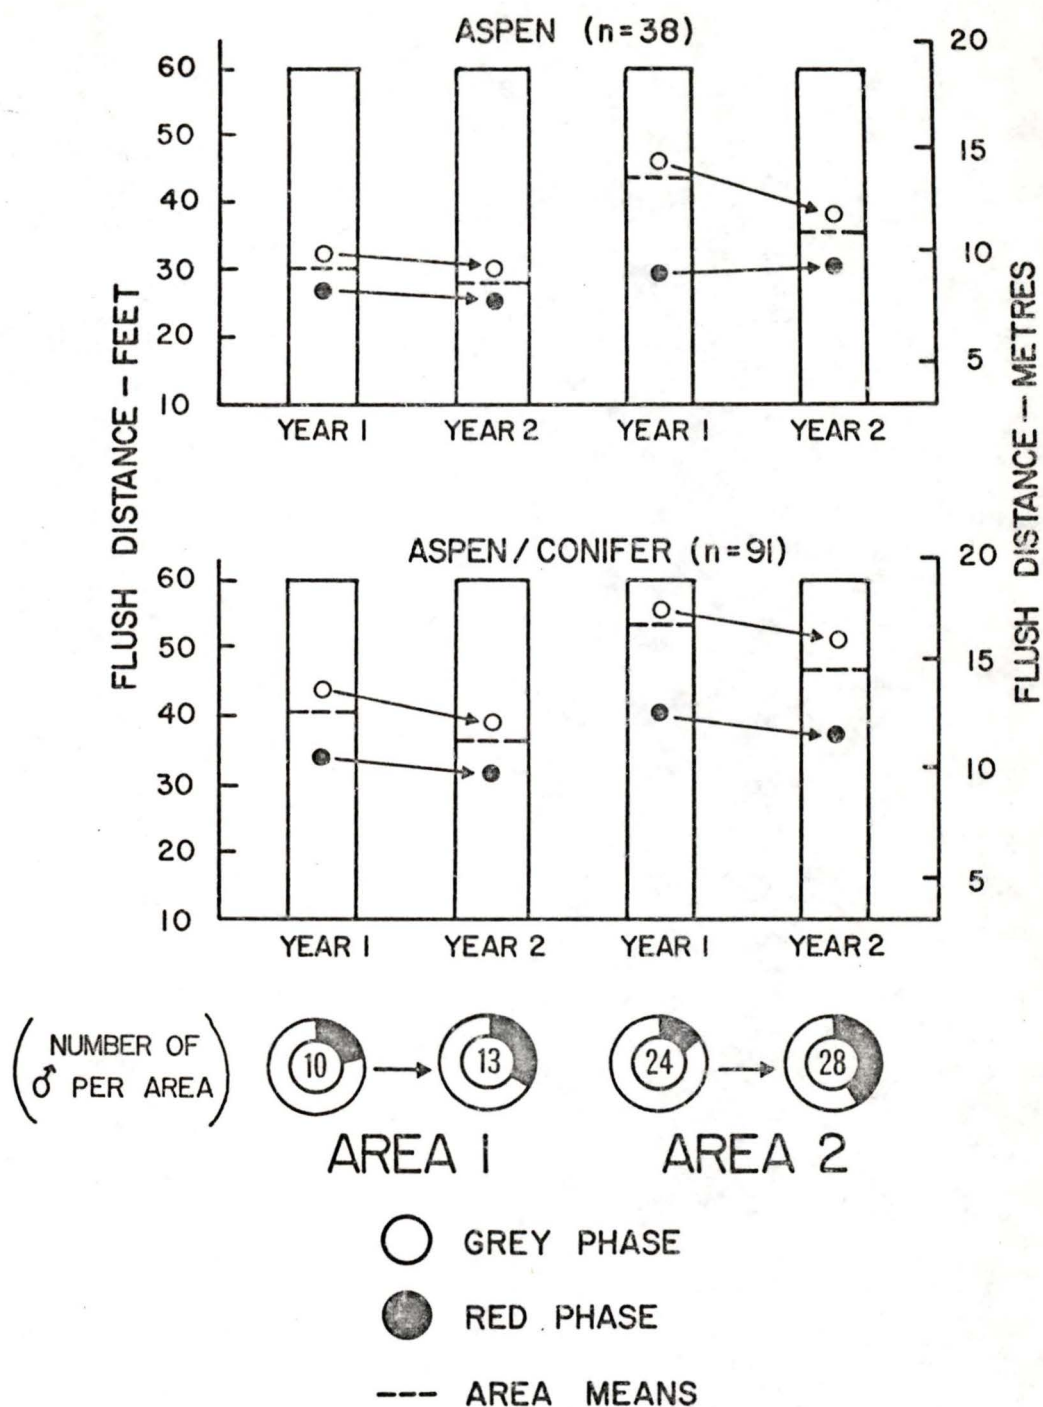 ASPEN (n=38)
60
50
40
30
20
10
20
15
10
5
YEAR 1
YEAR 2
YEAR 1
YEAR 2
FLUSH DISTANCE – FEET
FLUSH DISTANCE – METRES
ASPEN / CONIFER (n=91)
60
50
40
30
20
10
20
15
10
5
YEAR 1
YEAR 2
YEAR 1
YEAR 2
(NUMBER OF
♂ PER AREA)
10
13
24
28
AREA 1
AREA 2
GREY PHASE
RED PHASE
AREA MEANS